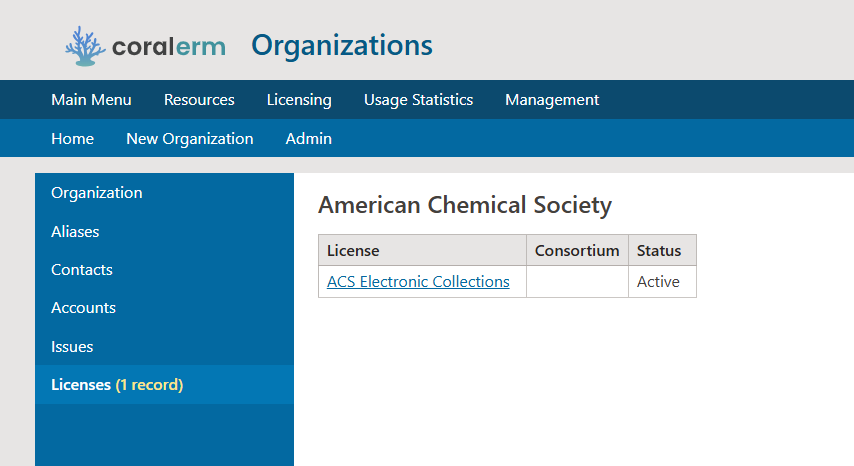 coralerm Organizations
Main Menu Resources Licensing Usage Statistics Management
Home New Organization Admin
Organization
Aliases
Contacts
Accounts
Issues
Licenses (1 record)
American Chemical Society
License Consortium Status
ACS Electronic Collections Active